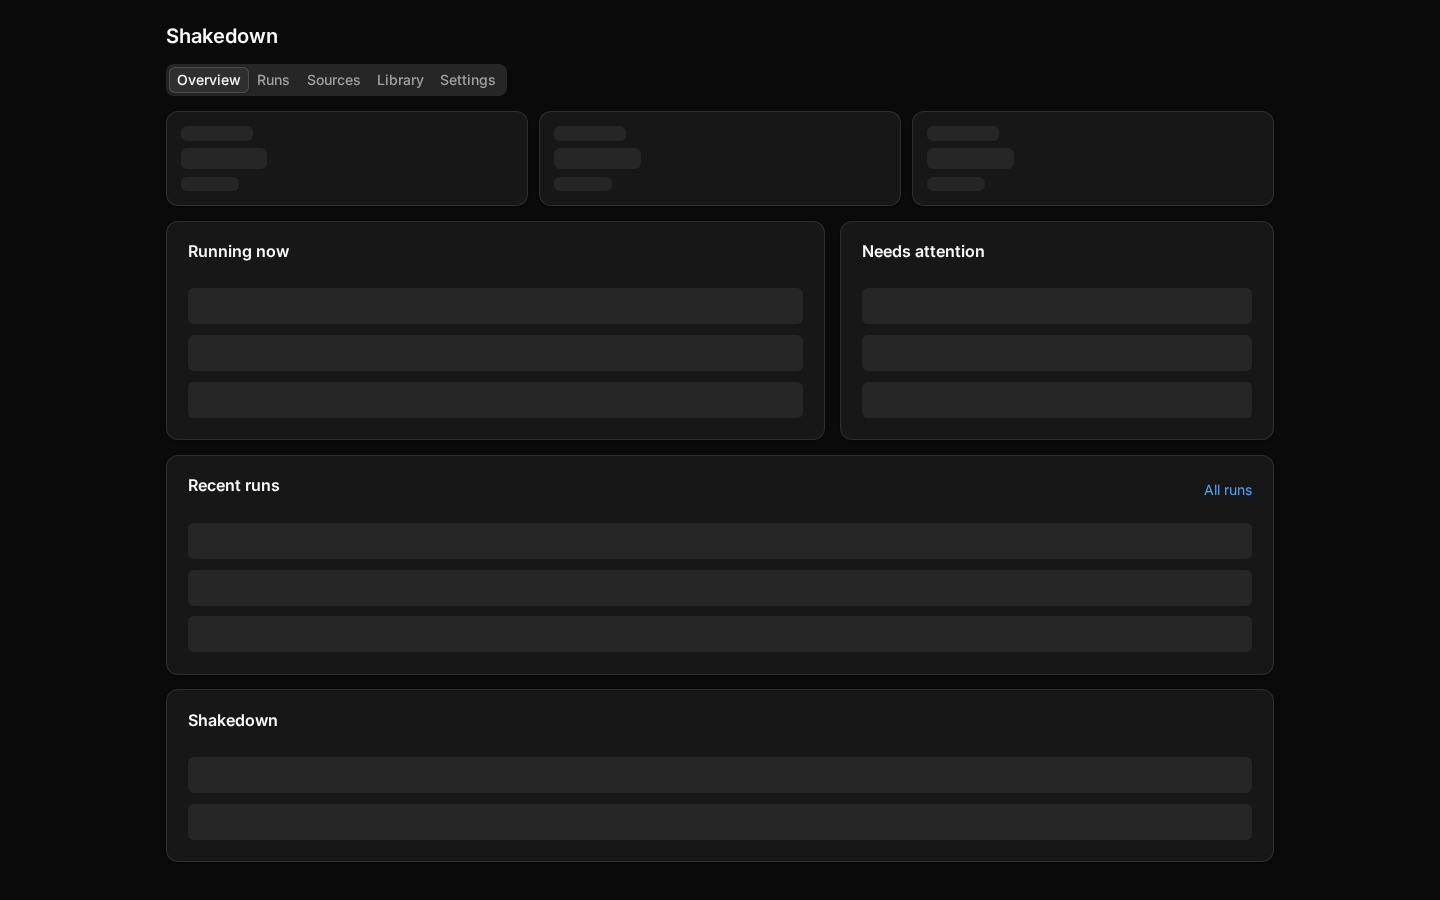 Shakedown
Overview Runs Sources Library Settings
Running now
Needs attention
Recent runs
All runs
Shakedown